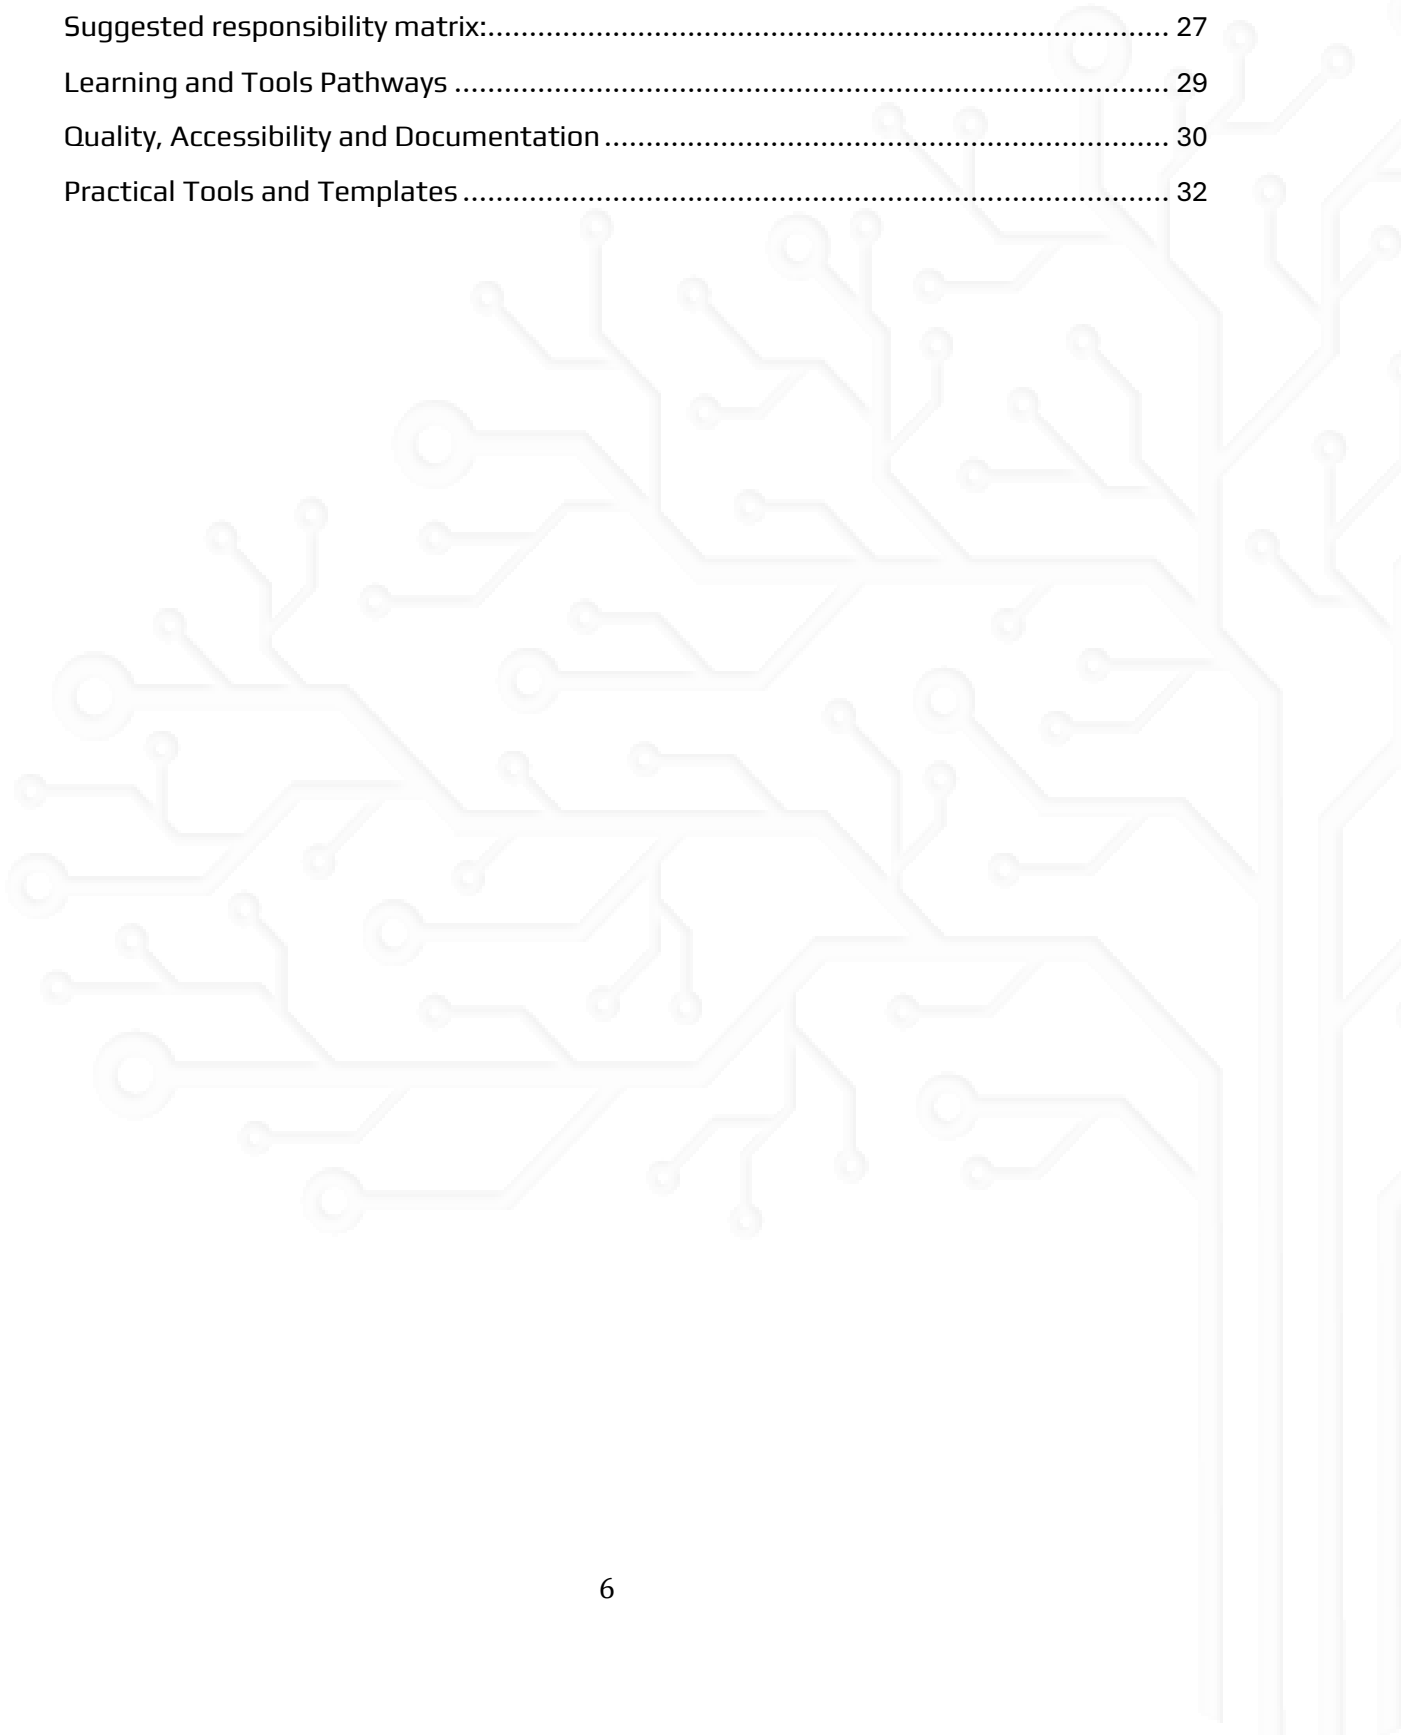 Suggested responsibility matrix:.................................................................................... 27
Learning and Tools Pathways ........................................................................................ 29
Quality, Accessibility and Documentation ..................................................................... 30
Practical Tools and Templates ....................................................................................... 32
6